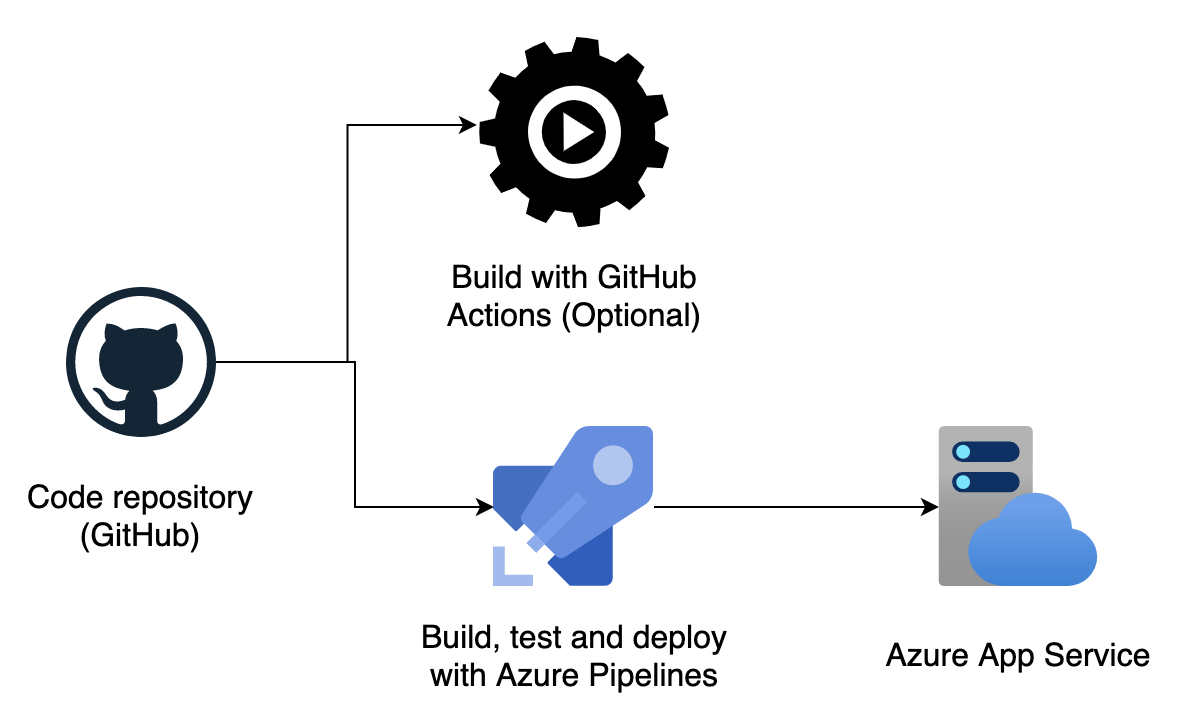 Build with GitHub
Actions (Optional)
Code repository
(GitHub)
Build, test and deploy
with Azure Pipelines
Azure App Service